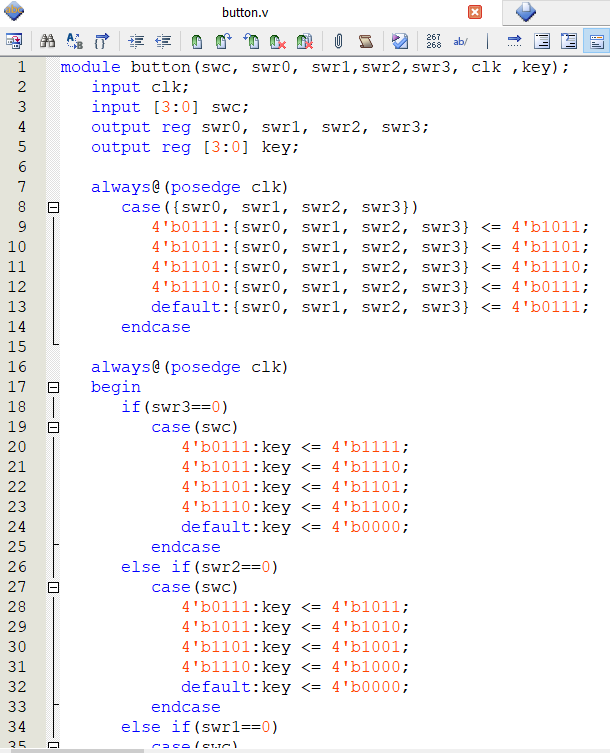 button.v
267
268
ab/
1 module button(swc, swr0, swr1,swr2,swr3, clk ,key);
2 input clk;
3 input [3:0] swc;
4 output reg swr0, swr1, swr2, swr3;
5 output reg [3:0] key;
6
7 always@(posedge clk)
8 case({swr0, swr1, swr2, swr3})
9 4'b0111:{swr0, swr1, swr2, swr3} <= 4'b1011;
10 4'b1011:{swr0, swr1, swr2, swr3} <= 4'b1101;
11 4'b1101:{swr0, swr1, swr2, swr3} <= 4'b1110;
12 4'b1110:{swr0, swr1, swr2, swr3} <= 4'b0111;
13 default:{swr0, swr1, swr2, swr3} <= 4'b0111;
14 endcase
15
16 always@(posedge clk)
17 begin
18 if(swr3==0)
19 case(swc)
20 4'b0111:key <= 4'b1111;
21 4'b1011:key <= 4'b1110;
22 4'b1101:key <= 4'b1101;
23 4'b1110:key <= 4'b1100;
24 default:key <= 4'b0000;
25 endcase
26 else if(swr2==0)
27 case(swc)
28 4'b0111:key <= 4'b1011;
29 4'b1011:key <= 4'b1010;
30 4'b1101:key <= 4'b1001;
31 4'b1110:key <= 4'b1000;
32 default:key <= 4'b0000;
33 endcase
34 else if(swr1==0)
35 case(swc)